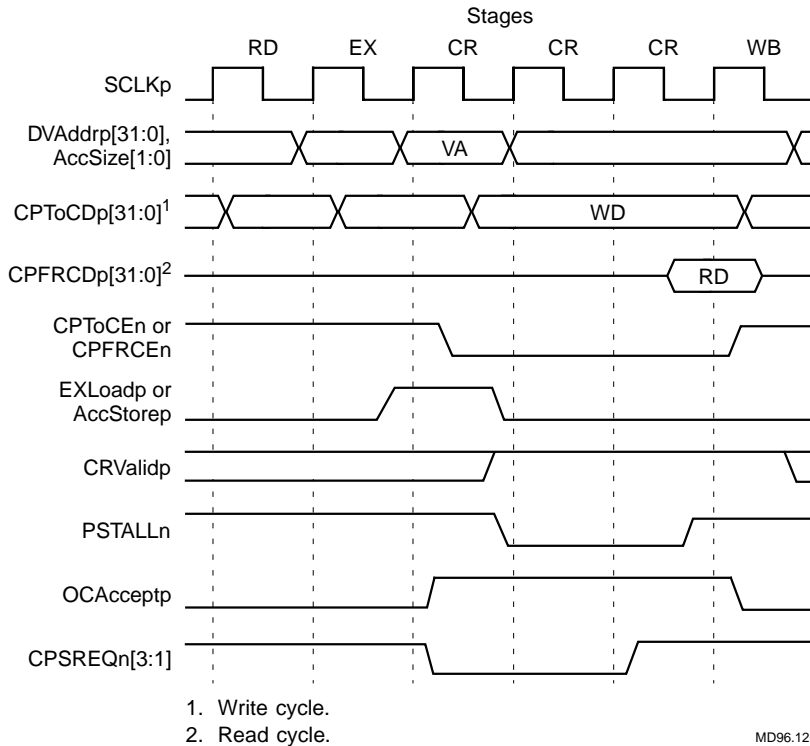 Stages
RD EX CR CR CR WB
SCLKp
DVAddrp[31:0],
AccSize[1:0]
VA
CPToCDp[31:0]1
WD
CPFRCDp[31:0]2
RD
CPToCEn or
CPFRCEn
EXLoadp or
AccStorep
CRValidp
PSTALLn
OCAcceptp
CPSREQn[3:1]
1. Write cycle.
2. Read cycle.
MD96.12